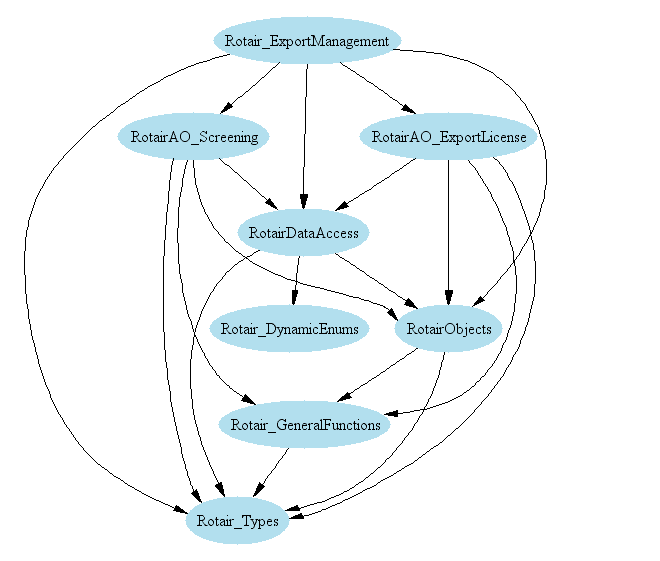 Rotair_ExportManagement
RotairAO_Screening
RotairAO_ExportLicense
RotairDataAccess
Rotair_DynamicEnums
RotairObjects
Rotair_GeneralFunctions
Rotair_Types